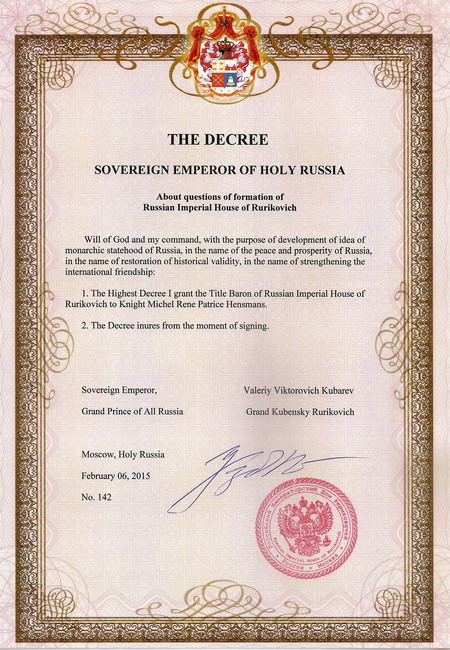 THE DECREE
SOVEREIGN EMPEROR OF HOLY RUSSIA
About questions of formation of
Russian Imperial House of Rurikovich
Will of God and my command, with the purpose of development of idea of
monarchic statehood of Russia, in the name of the peace and prosperity of Russia,
in the name of restoration of historical validity, in the name of strengthening the
international friendship:
1. The Highest Decree I grant the Title Baron of Russian Imperial House of
Rurikovich to Knight Michel Rene Patrice Hensmans.
2. The Decree inures from the moment of signing.
Sovereign Emperor, Valeriy Viktorovich Kubarev
Grand Prince of All Russia Grand Kubensky Rurikovich
Moscow, Holy Russia
February 06, 2015
No. 142